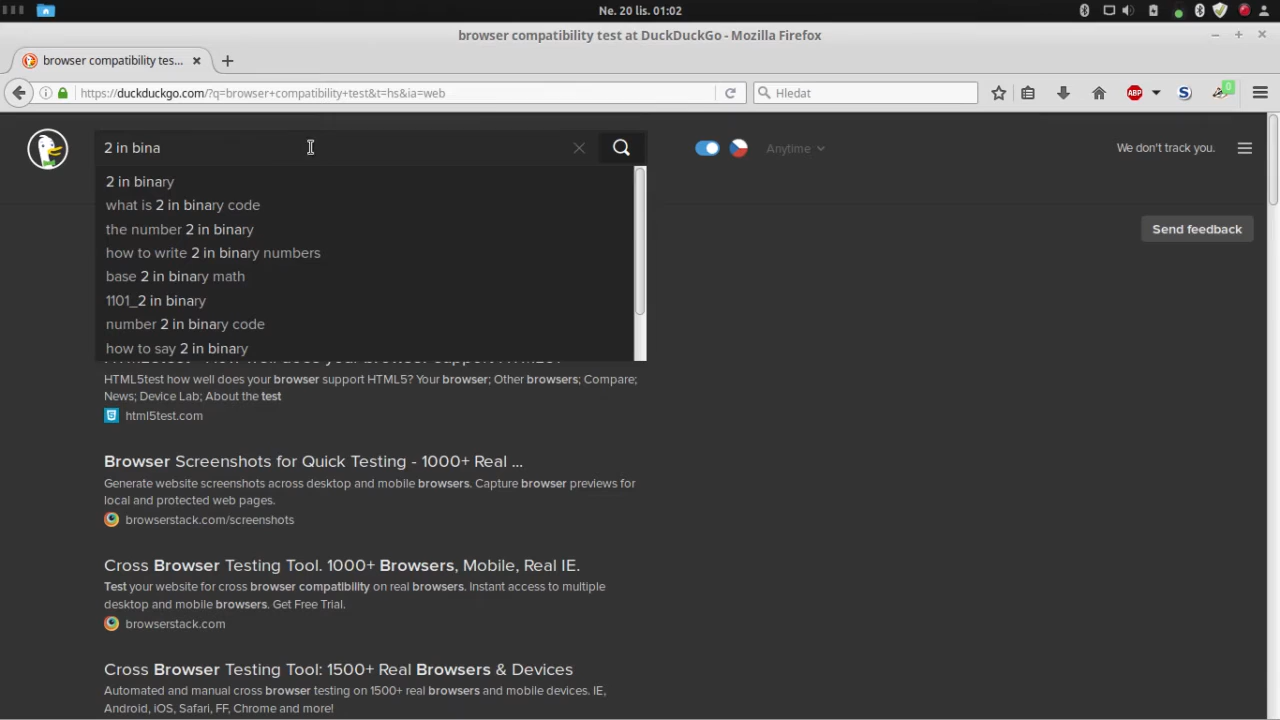 Ne. 20 lis. 01:02
browser compatibility test at DuckDuckGo - Mozilla Firefox
browser compatibility tes...
https://duckduckgo.com/?q=browser+compatibility+test&t=hs&ia=web
Hledat
ABP
S
0
2 in bina
Anytime
We don't track you.
2 in binary
what is 2 in binary code
the number 2 in binary
Send feedback
how to write 2 in binary numbers
base 2 in binary math
1101_2 in binary
number 2 in binary code
how to say 2 in binary
HTML5test how well does your browser support HTML5? Your browser; Other browsers; Compare;
News; Device Lab; About the test
html5test.com
Browser Screenshots for Quick Testing - 1000+ Real ...
Generate website screenshots across desktop and mobile browsers. Capture browser previews for
local and protected web pages.
browserstack.com/screenshots
Cross Browser Testing Tool. 1000+ Browsers, Mobile, Real IE.
Test your website for cross browser compatibility on real browsers. Instant access to multiple
desktop and mobile browsers. Get Free Trial.
browserstack.com
Cross Browser Testing Tool: 1500+ Real Browsers & Devices
Automated and manual cross browser testing on 1500+ real browsers and mobile devices. IE,
Android, iOS, Safari, FF, Chrome and more!